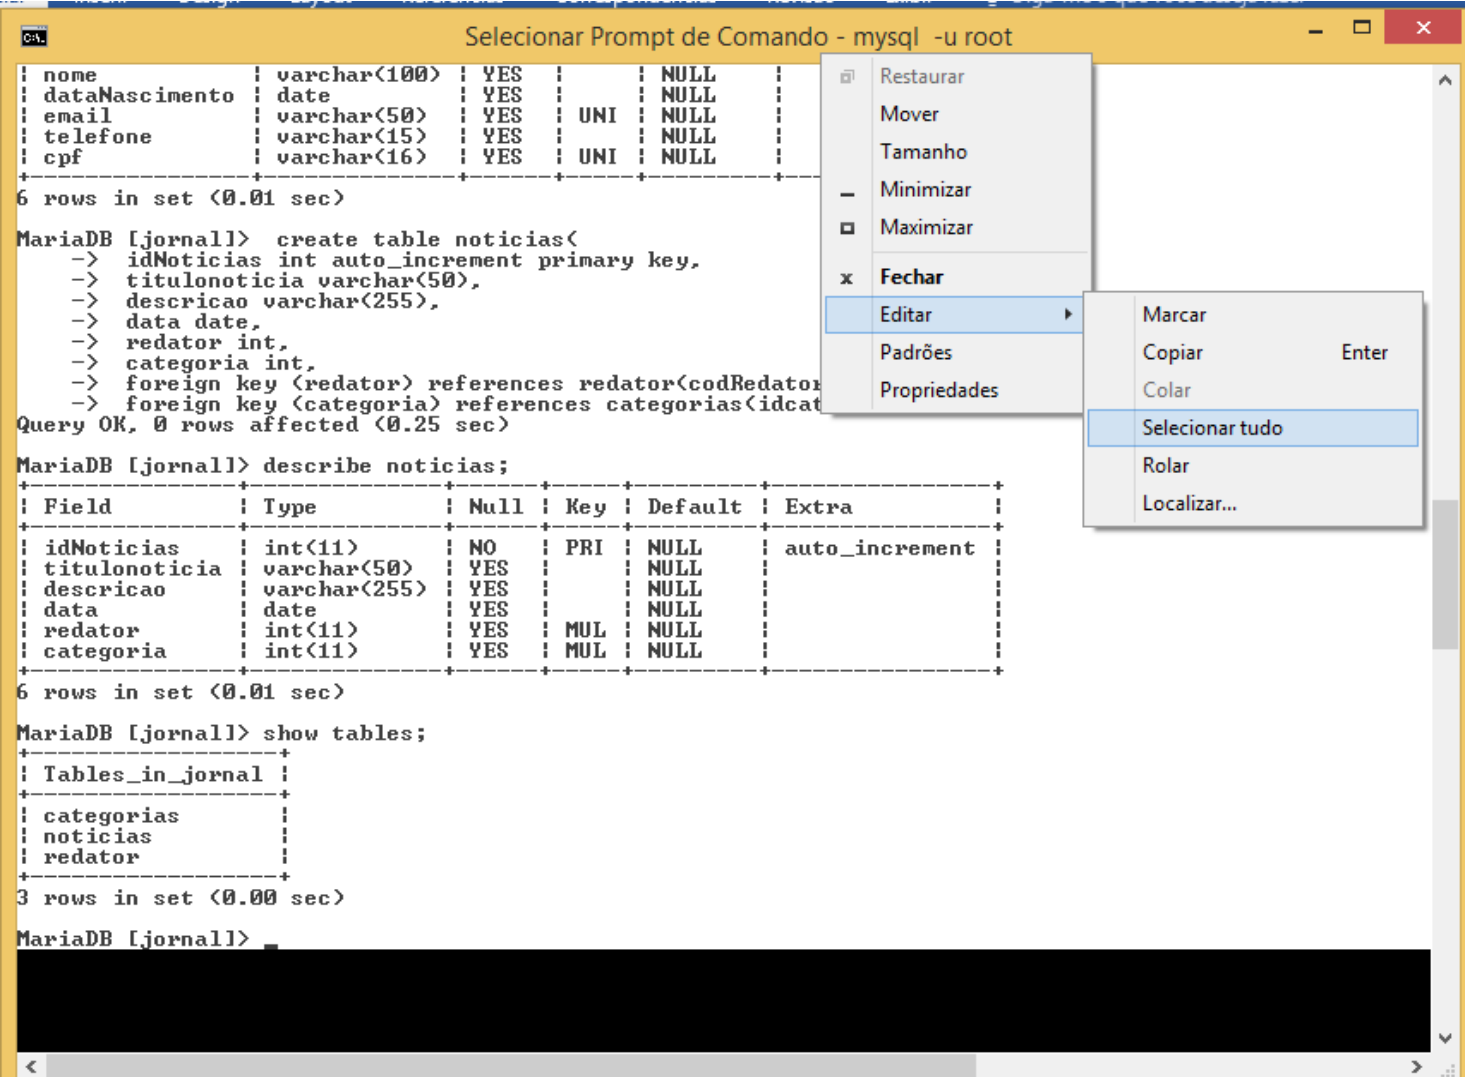 Selecionar Prompt de Comando - mysql  -u root
| nome            | varchar(100) | YES  |     | NULL    |
| dataNascimento  | date         | YES  |     | NULL    |
| email           | varchar(50)  | YES  | UNI | NULL    |
| telefone        | varchar(15)  | YES  |     | NULL    |
| cpf             | varchar(16)  | YES  | UNI | NULL    |
6 rows in set (0.01 sec)
MariaDB [jornal]>  create table noticias(
    ->  idNoticias int auto_increment primary key,
    ->  titulonoticia varchar(50),
    ->  descricao varchar(255),
    ->  data date,
    ->  redator int,
    ->  categoria int,
    ->  foreign key (redator) references redator(codRedator
    ->  foreign key (categoria) references categorias(idcat
Query OK, 0 rows affected (0.25 sec)
MariaDB [jornal]> describe noticias;
| Field         | Type         | Null | Key | Default | Extra          |
| idNoticias    | int(11)      | NO   | PRI | NULL    | auto_increment |
| titulonoticia | varchar(50)  | YES  |     | NULL    |                |
| descricao     | varchar(255) | YES  |     | NULL    |                |
| data          | date         | YES  |     | NULL    |                |
| redator       | int(11)      | YES  | MUL | NULL    |                |
| categoria     | int(11)      | YES  | MUL | NULL    |                |
6 rows in set (0.01 sec)
MariaDB [jornal]> show tables;
| Tables_in_jornal |
| categorias       |
| noticias         |
| redator          |
3 rows in set (0.00 sec)
MariaDB [jornal]> _
Restaurar
Mover
Tamanho
Minimizar
Maximizar
x Fechar
Editar
Padrões
Propriedades
Marcar
Copiar Enter
Colar
Selecionar tudo
Rolar
Localizar...